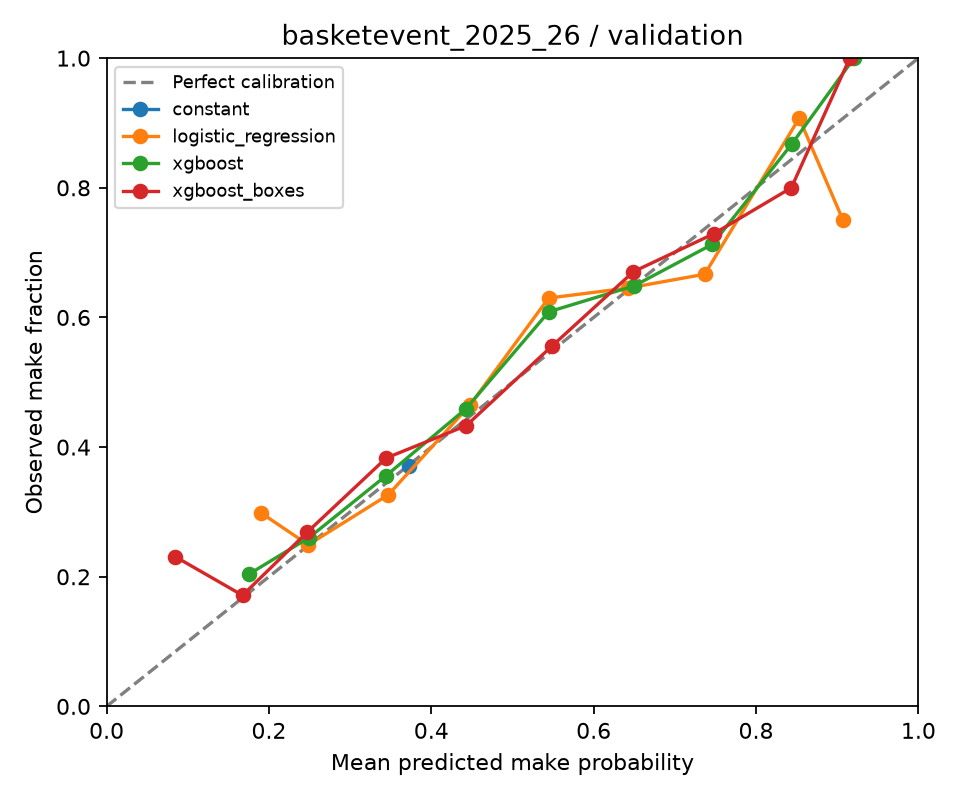 basketevent_2025_26 / validation
Perfect calibration
constant
logistic_regression
xgboost
xgboost_boxes
Observed make fraction
1.0
0.8
0.6
0.4
0.2
0.0
0.0 0.2 0.4 0.6 0.8 1.0
Mean predicted make probability